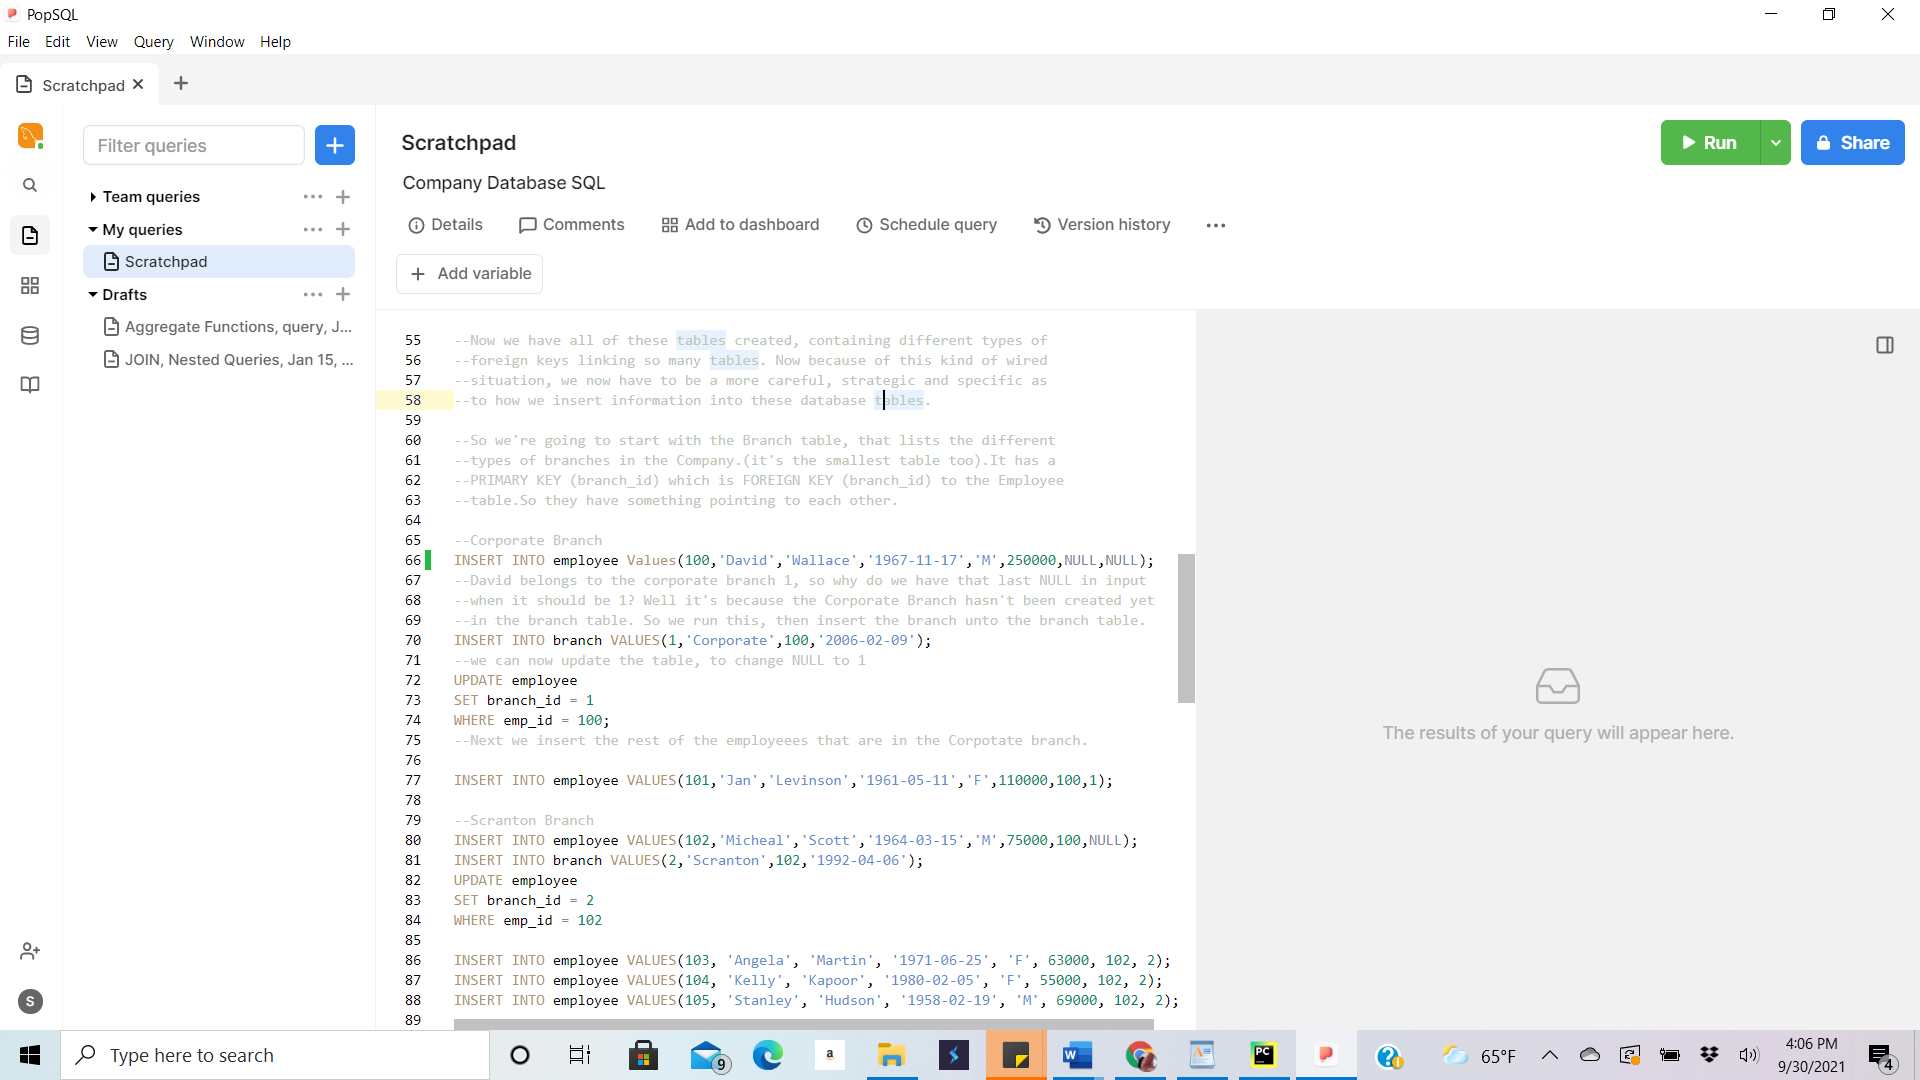 PopSQL
File Edit View Query Window Help
Scratchpad
Filter queries
Team queries
My queries
Scratchpad
Drafts
Aggregate Functions, query, J...
JOIN, Nested Queries, Jan 15, ...
S
Scratchpad
Run
Share
Company Database SQL
Details Comments Add to dashboard Schedule query Version history
Add variable
55 --Now we have all of these tables created, containing different types of
56 --foreign keys linking so many tables. Now because of this kind of wired
57 --situation, we now have to be a more careful, strategic and specific as
58 --to how we insert information into these database tables.
59
60 --So we're going to start with the Branch table, that lists the different
61 --types of branches in the Company.(it's the smallest table too).It has a
62 --PRIMARY KEY (branch_id) which is FOREIGN KEY (branch_id) to the Employee
63 --table.So they have something pointing to each other.
64
65 --Corporate Branch
66 INSERT INTO employee Values(100,'David','Wallace','1967-11-17','M',250000,NULL,NULL);
67 --David belongs to the corporate branch 1, so why do we have that last NULL in input
68 --when it should be 1? Well it's because the Corporate Branch hasn't been created yet
69 --in the branch table. So we run this, then insert the branch unto the branch table.
70 INSERT INTO branch VALUES(1,'Corporate',100,'2006-02-09');
71 --we can now update the table, to change NULL to 1
72 UPDATE employee
73 SET branch_id = 1
74 WHERE emp_id = 100;
75 --Next we insert the rest of the employeees that are in the Corpotate branch.
76
77 INSERT INTO employee VALUES(101,'Jan','Levinson','1961-05-11','F',110000,100,1);
78
79 --Scranton Branch
80 INSERT INTO employee VALUES(102,'Micheal','Scott','1964-03-15','M',75000,100,NULL);
81 INSERT INTO branch VALUES(2,'Scranton',102,'1992-04-06');
82 UPDATE employee
83 SET branch_id = 2
84 WHERE emp_id = 102
85
86 INSERT INTO employee VALUES(103, 'Angela', 'Martin', '1971-06-25', 'F', 63000, 102, 2);
87 INSERT INTO employee VALUES(104, 'Kelly', 'Kapoor', '1980-02-05', 'F', 55000, 102, 2);
88 INSERT INTO employee VALUES(105, 'Stanley', 'Hudson', '1958-02-19', 'M', 69000, 102, 2);
89
The results of your query will appear here.
Type here to search
9
a
W
PC
65°F
4:06 PM
9/30/2021
4